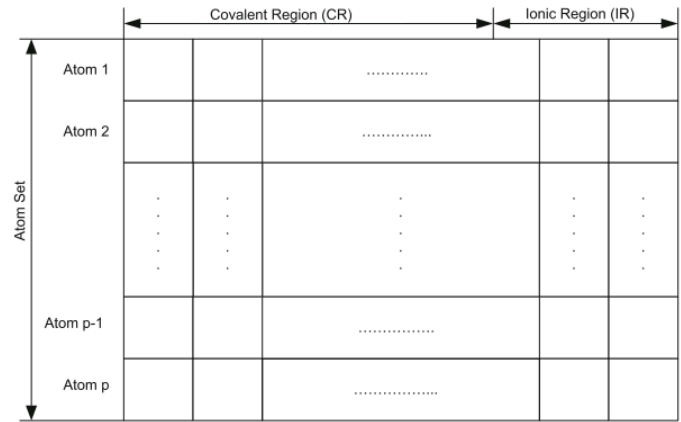 Covalent Region (CR) Ionic Region (IR)
Atom 1 .............
Atom 2 ..............
Atom Set
Atom p-1 ................
Atom p .................